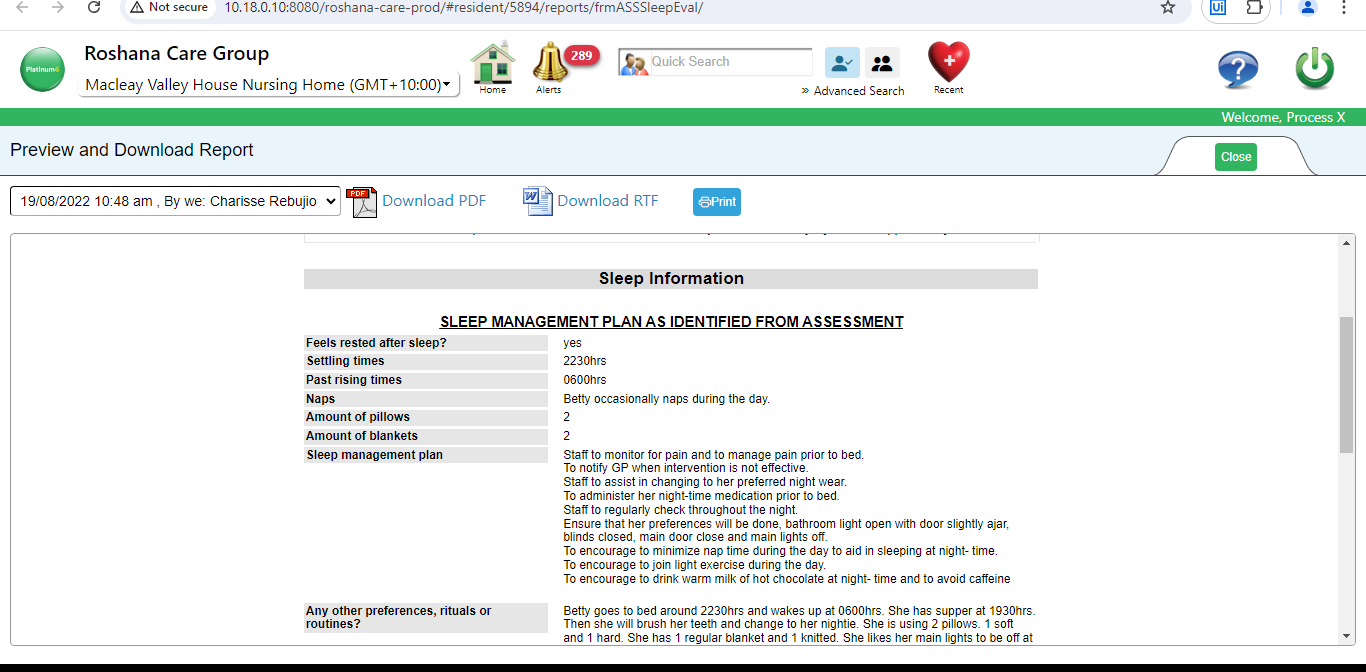 Not secure
10.18.0.10:8080/roshana-care-prod/#resident/5894/reports/frmASSSleepEval/
Ui
Platinum6
Roshana Care Group
Macleay Valley House Nursing Home (GMT+10:00)
Home
289
Alerts
Quick Search
» Advanced Search
Recent
?
Welcome, Process X
Preview and Download Report
Close
19/08/2022 10:48 am , By we: Charisse Rebujio
PDF
Download PDF
W
Download RTF
Print
Sleep Information
SLEEP MANAGEMENT PLAN AS IDENTIFIED FROM ASSESSMENT
Feels rested after sleep? yes
Settling times 2230hrs
Past rising times 0600hrs
Naps Betty occasionally naps during the day.
Amount of pillows 2
Amount of blankets 2
Sleep management plan Staff to monitor for pain and to manage pain prior to bed.
To notify GP when intervention is not effective.
Staff to assist in changing to her preferred night wear.
To administer her night-time medication prior to bed.
Staff to regularly check throughout the night.
Ensure that her preferences will be done, bathroom light open with door slightly ajar,
blinds closed, main door close and main lights off.
To encourage to minimize nap time during the day to aid in sleeping at night- time.
To encourage to join light exercise during the day.
To encourage to drink warm milk of hot chocolate at night- time and to avoid caffeine
Any other preferences, rituals or routines?
Betty goes to bed around 2230hrs and wakes up at 0600hrs. She has supper at 1930hrs.
Then she will brush her teeth and change to her nightie. She is using 2 pillows. 1 soft
and 1 hard. She has 1 regular blanket and 1 knitted. She likes her main lights to be off at